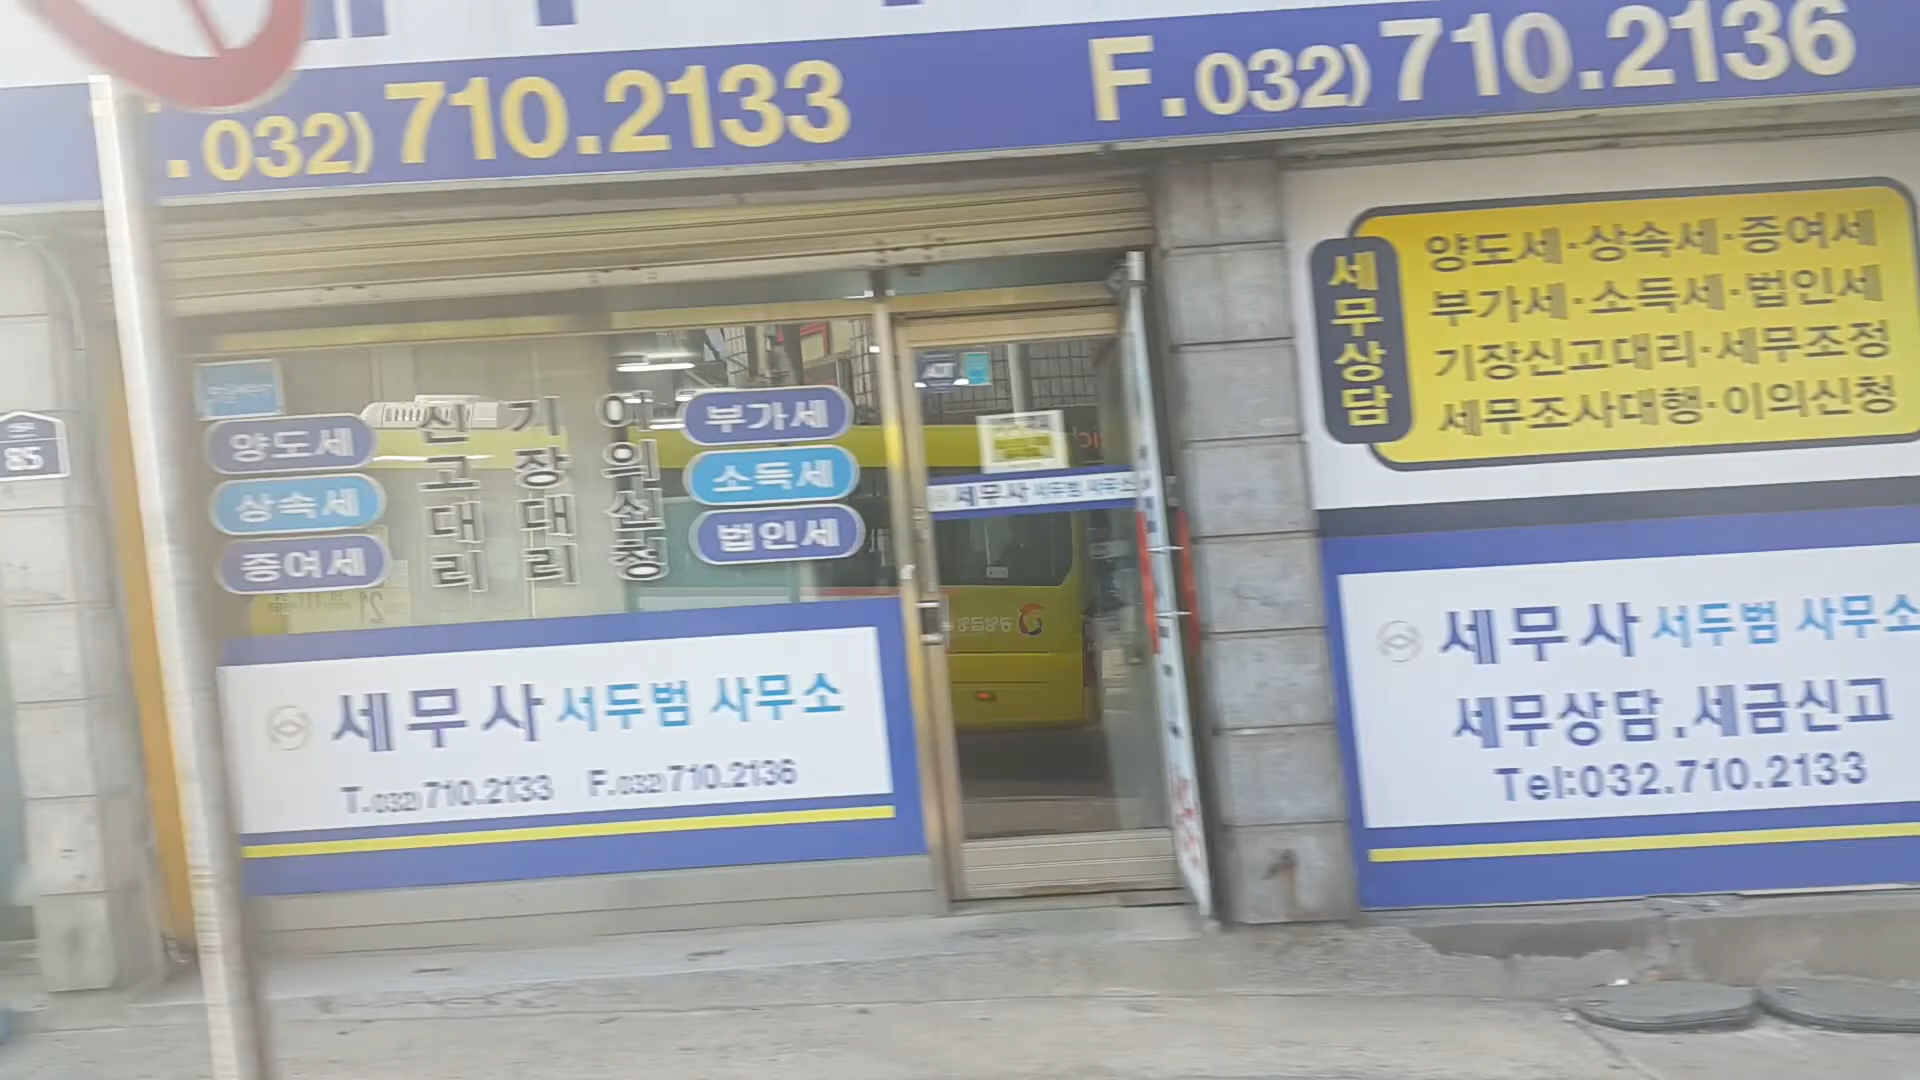 . 032) 710.2133
F. 032) 710.2136
세무상담
양도세·상속세·증여세
부가세·소득세·법인세
기장신고대리·세무조정
세무조사대행·이의신청
85
양도세
상속세
증여세
신고대리
기장대리
이의신청
부가세
소득세
법인세
세무사 서두범 사무소
세무사 서두범 사무소
T. 032) 710.2133 F. 032) 710.2136
세무사 서두범 사무소
세무상담, 세금신고
Tel:032.710.2133